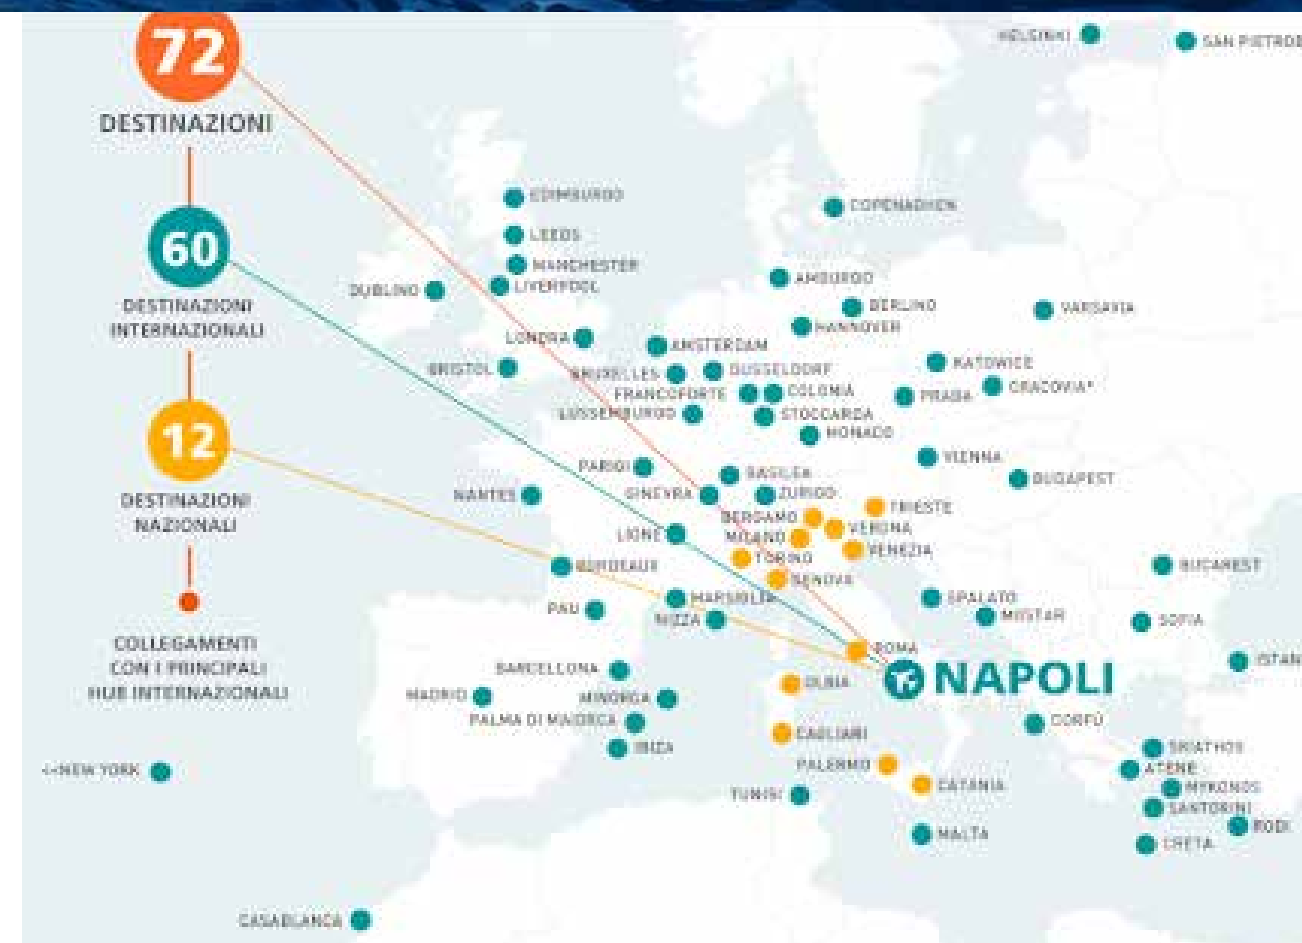 72
DESTINAZIONI
60
DESTINAZIONI
INTERNAZIONALI
12
DESTINAZIONI
NAZIONALI
COLLEGAMENTI
CON I PRINCIPALI
HUB INTERNAZIONALI
HELSINKI
SAN PIETROB
EDIMBURGO
COPENAGHEN
LEEDS
MANCHESTER
LIVERPOOL
DUBLINO
AMBURGO
BERLINO
HANNOVER
VARSAVIA
LONDRA
AMSTERDAM
BRISTOL
BRUXELLES
DUSSELDORF
KATOWICE
FRANCOFORTE
COLONIA
PRAGA
CRACOVIA*
LUSSEMBURGO
STOCCARDA
MONACO
PARIGI
BASILEA
VIENNA
BUDAPEST
NANTES
GINEVRA
ZURIGO
TRIESTE
BERGAMO
VERONA
LIONE
MILANO
VENEZIA
TORINO
BORDEAUX
GENOVA
BUCAREST
PAU
MARSIGLIA
NIZZA
SPALATO
MOSTAR
SOFIA
ROMA
ISTAN
BARCELLONA
NAPOLI
MADRID
MINORCA
OLBIA
PALMA DI MAIORCA
CORFÙ
IBIZA
CAGLIARI
SKIATHOS
<-NEW YORK
PALERMO
ATENE
TUNISI
CATANIA
MYKONOS
SANTORINI
MALTA
RODI
CRETA
CASABLANCA